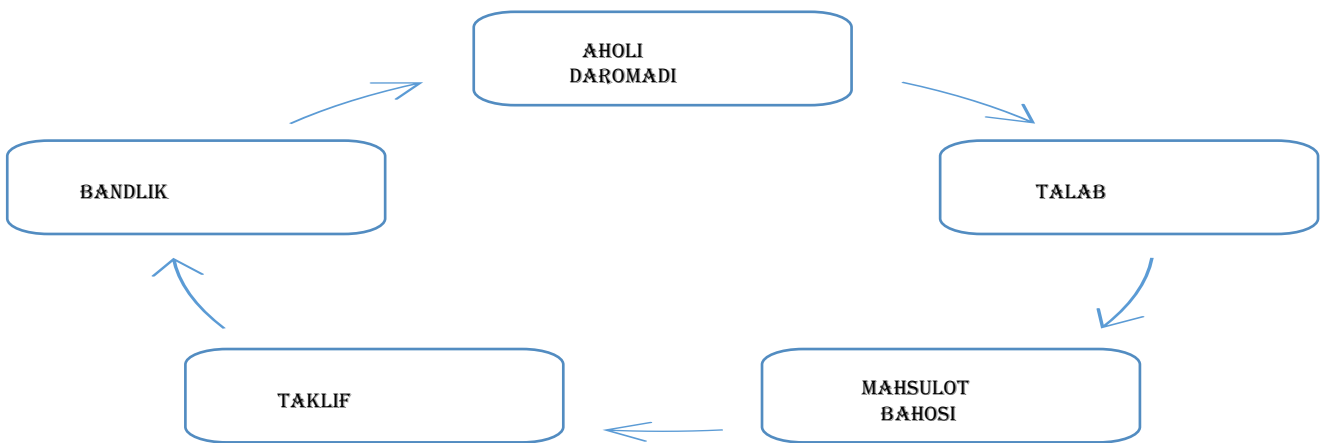 AHOLI
DAROMADI
BANDLIK
TALAB
TAKLIF
MAHSULOT
BAHOSI